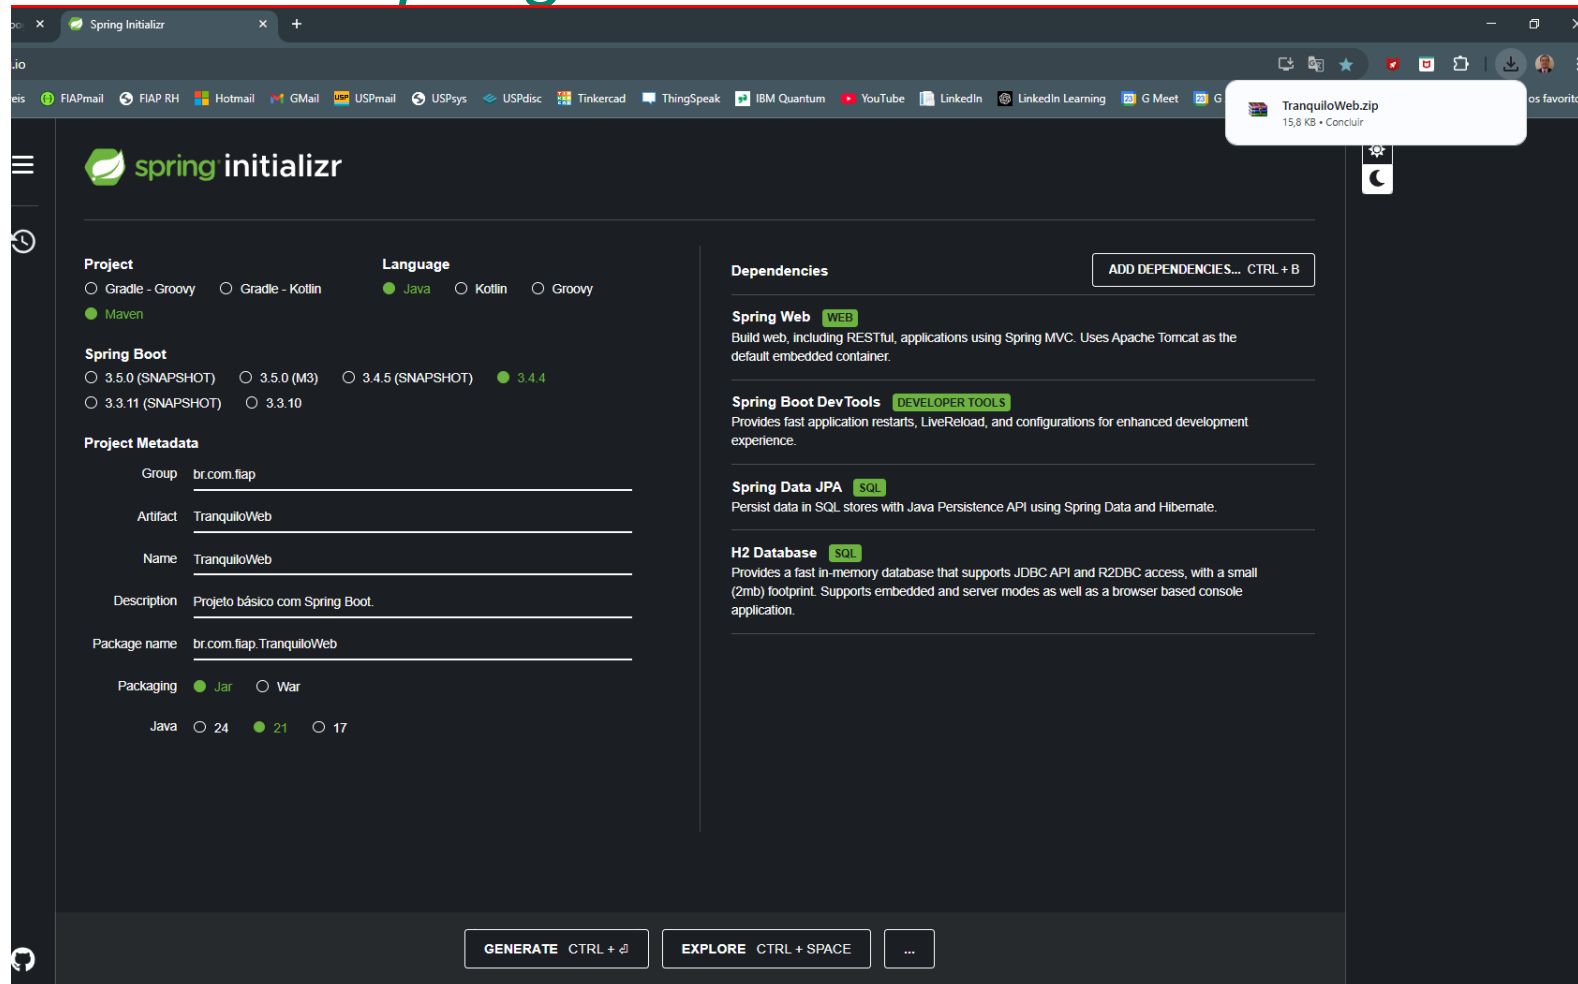 Spring Initializr
.io
eis FIAPmail FIAP RH Hotmail GMail USPmail USPsys USPdisc Tinkercad ThingSpeak IBM Quantum YouTube LinkedIn LinkedIn Learning G Meet G os favorito
TranquiloWeb.zip
15,8 KB • Concluir
spring initializr
Project
Gradle - Groovy Gradle - Kotlin
Maven
Language
Java Kotlin Groovy
Spring Boot
3.5.0 (SNAPSHOT) 3.5.0 (M3) 3.4.5 (SNAPSHOT) 3.4.4
3.3.11 (SNAPSHOT) 3.3.10
Project Metadata
Group br.com.fiap
Artifact TranquiloWeb
Name TranquiloWeb
Description Projeto básico com Spring Boot.
Package name br.com.fiap.TranquiloWeb
Packaging Jar War
Java 24 21 17
Dependencies
ADD DEPENDENCIES... CTRL + B
Spring Web WEB
Build web, including RESTful, applications using Spring MVC. Uses Apache Tomcat as the
default embedded container.
Spring Boot DevTools DEVELOPER TOOLS
Provides fast application restarts, LiveReload, and configurations for enhanced development
experience.
Spring Data JPA SQL
Persist data in SQL stores with Java Persistence API using Spring Data and Hibernate.
H2 Database SQL
Provides a fast in-memory database that supports JDBC API and R2DBC access, with a small
(2mb) footprint. Supports embedded and server modes as well as a browser based console
application.
GENERATE CTRL + ⏎
EXPLORE CTRL + SPACE
...